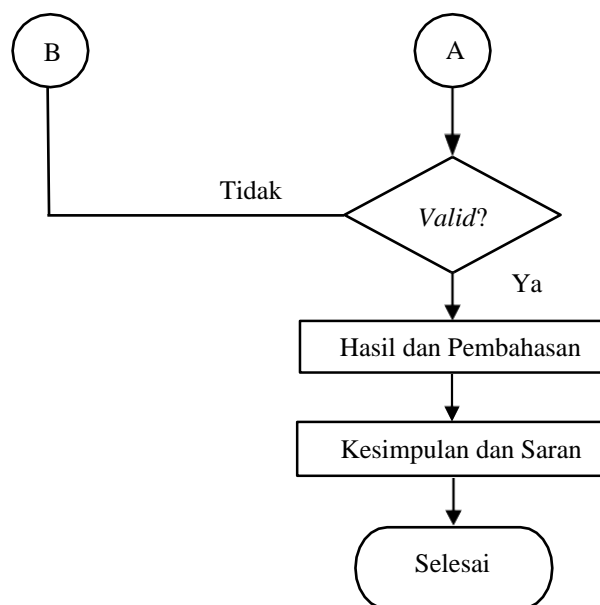 B
A
Tidak
Valid?
Ya
Hasil dan Pembahasan
Kesimpulan dan Saran
Selesai